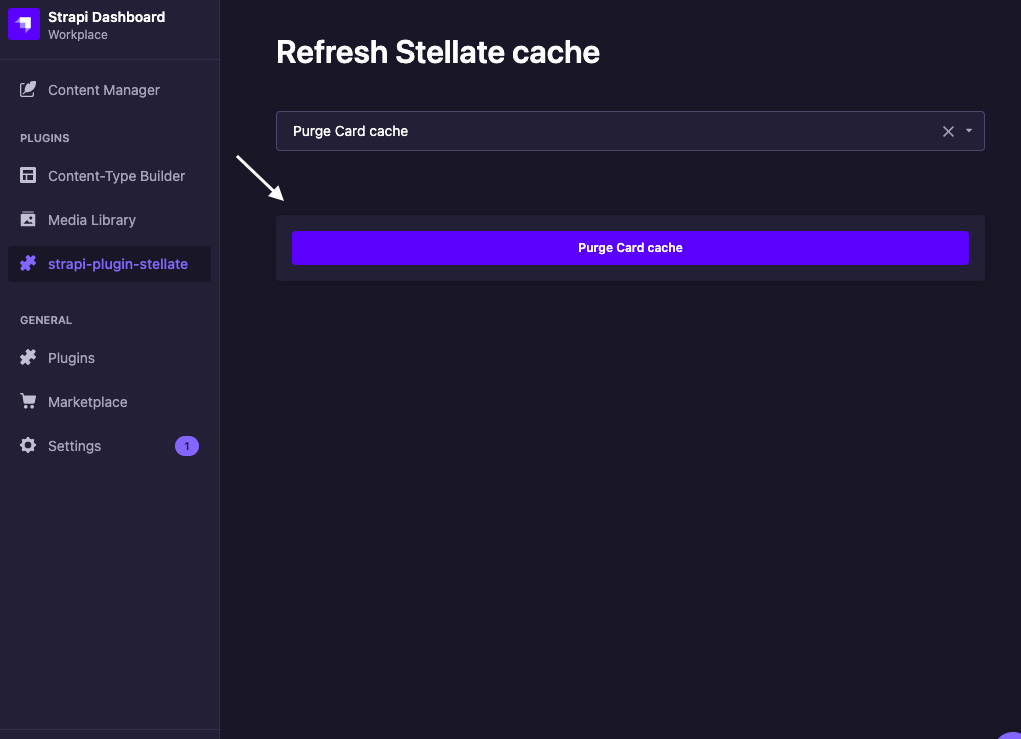 Strapi Dashboard
Workplace
Content Manager
PLUGINS
Content-Type Builder
Media Library
strapi-plugin-stellate
GENERAL
Plugins
Marketplace
Settings 1
Refresh Stellate cache
Purge Card cache
Purge Card cache